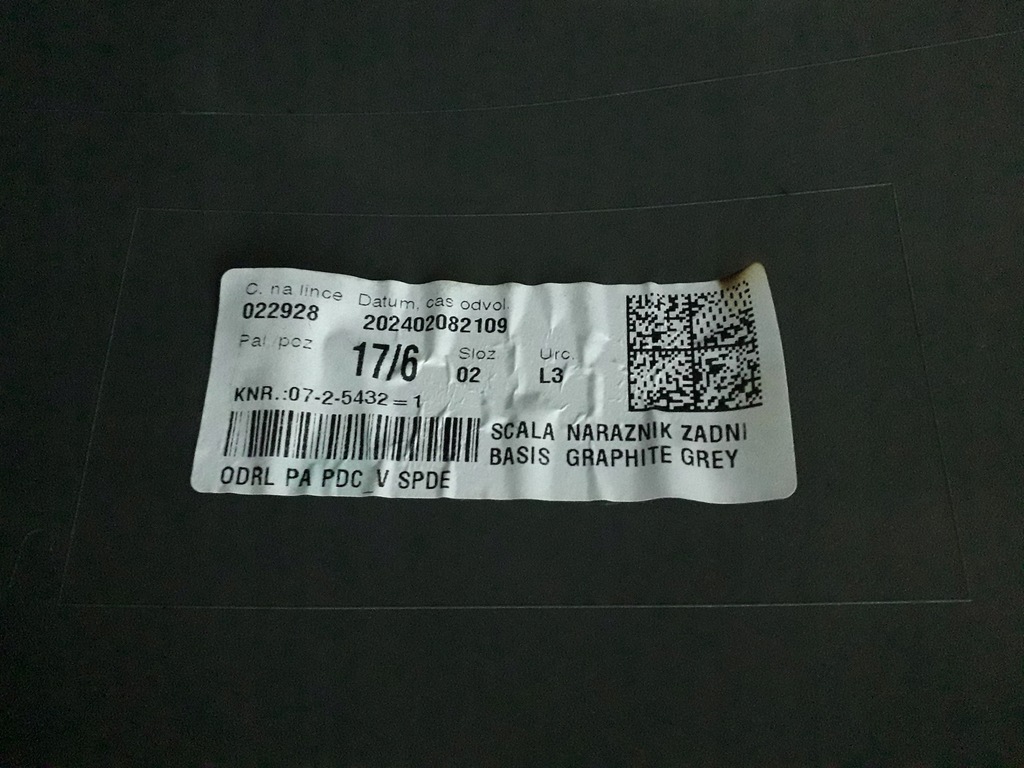 C. na lince Datum, cas odvol.
022928 202402082109
Pal./poz 17/6 Sloz Urc.
02 L3
KNR.:07-2-5432=1
SCALA NARAZNIK ZADNI
BASIS GRAPHITE GREY
ODRL PA PDC_V SPDE